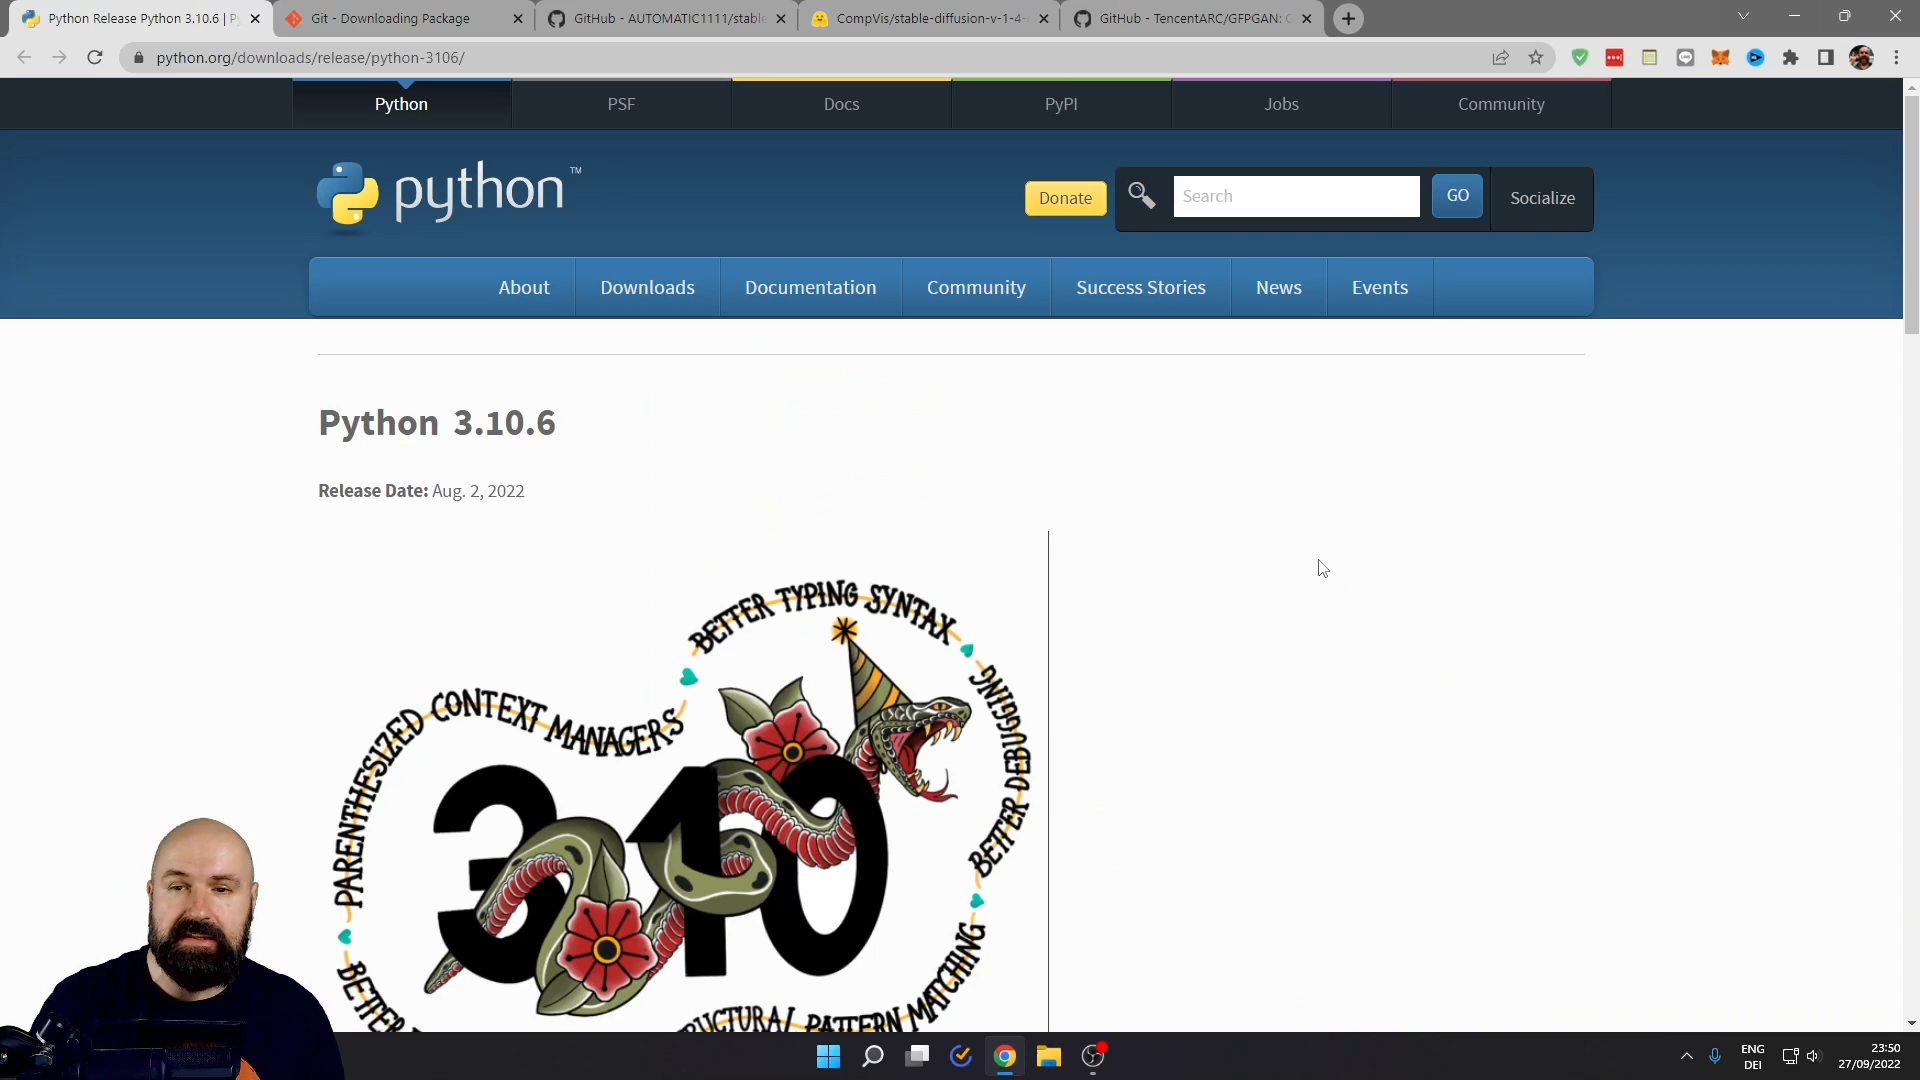 Python Release Python 3.10.6 | P
Git - Downloading Package
GitHub - AUTOMATIC1111/stable
CompVis/stable-diffusion-v-1-4-
GitHub - TencentARC/GFPGAN: G
python.org/downloads/release/python-3106/
Python
PSF
Docs
PyPI
Jobs
Community
python™
Donate
Search
GO
Socialize
About
Downloads
Documentation
Community
Success Stories
News
Events
Python 3.10.6
Release Date: Aug. 2, 2022
BETTER TYPING SYNTAX
PARENTHESIZED CONTEXT MANAGERS
BETTER DEBUGGING
3.10
BETTER
STRUCTURAL PATTERN MATCHING
ENG
DEI
23:50
27/09/2022